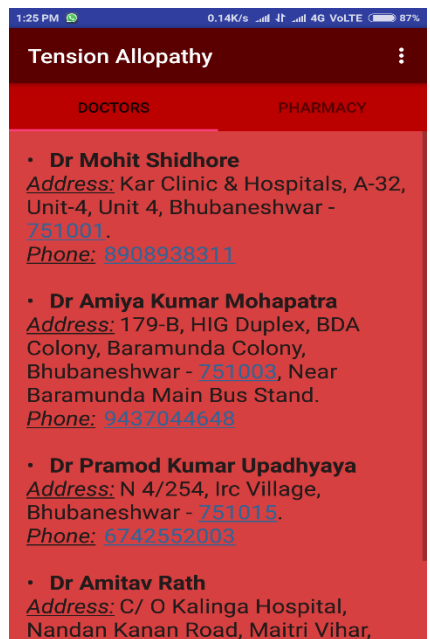 1:25 PM 0.14K/s 4G VoLTE 87%
Tension Allopathy
DOCTORS PHARMACY
• Dr Mohit Shidhore
Address: Kar Clinic & Hospitals, A-32,
Unit-4, Unit 4, Bhubaneshwar -
751001.
Phone: 8908938311
• Dr Amiya Kumar Mohapatra
Address: 179-B, HIG Duplex, BDA
Colony, Baramunda Colony,
Bhubaneshwar - 751003, Near
Baramunda Main Bus Stand.
Phone: 9437044648
• Dr Pramod Kumar Upadhyaya
Address: N 4/254, Irc Village,
Bhubaneshwar - 751015.
Phone: 6742552003
• Dr Amitav Rath
Address: C/ O Kalinga Hospital,
Nandan Kanan Road, Maitri Vihar,